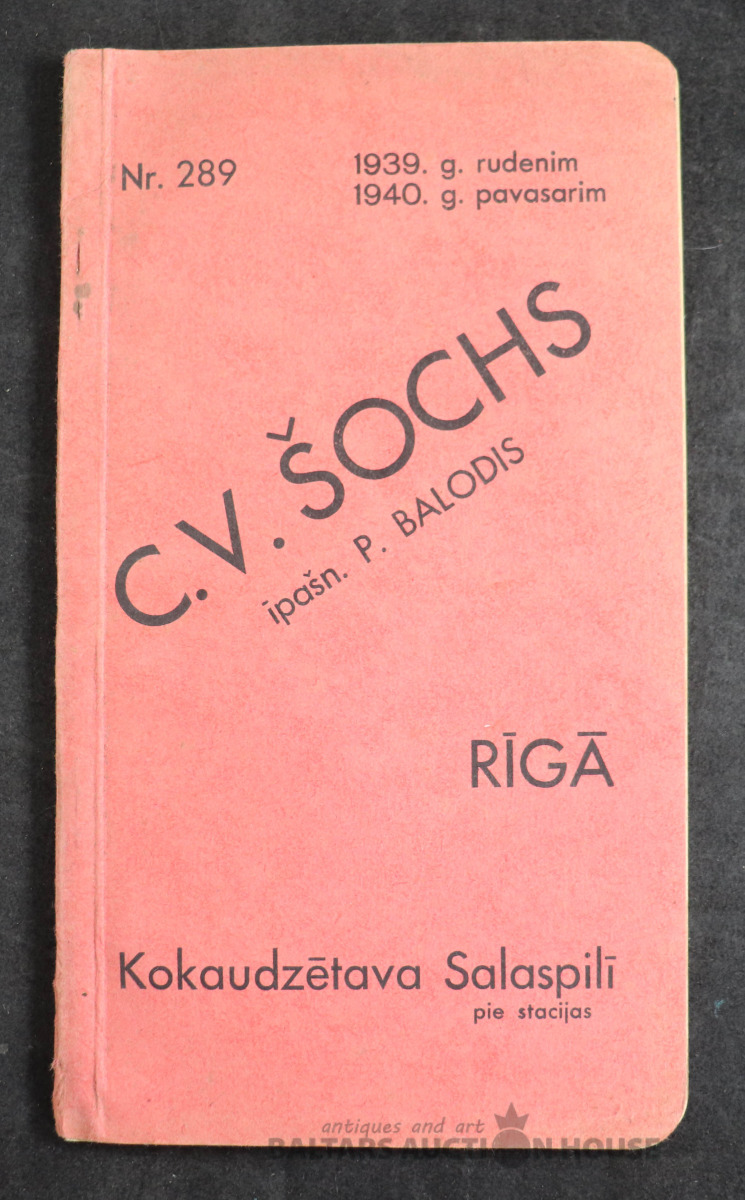 Nr. 289
1939. g. rudenim
1940. g. pavasarim
C. V. ŠOCHS
īpašn. P. BALODIS
RĪGĀ
Kokaudzētava Salaspilī
pie stacijas
antiques and art
BALTARS AUCTION HOUSE